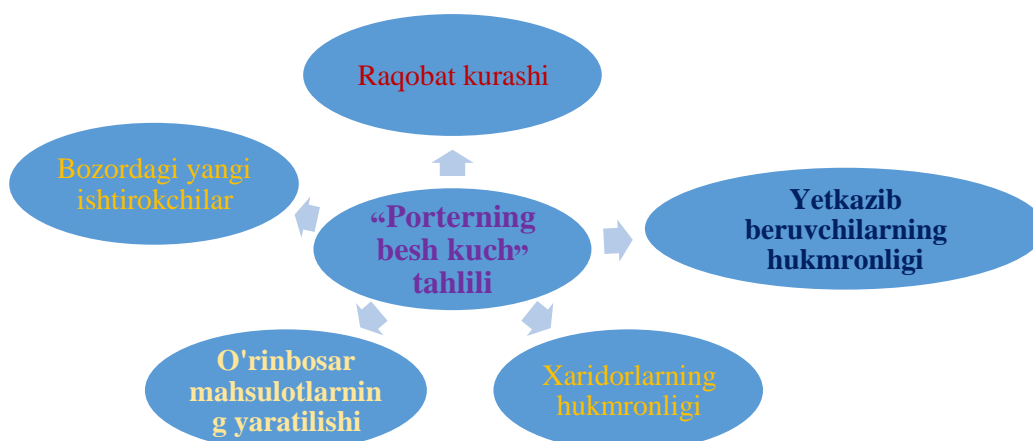 Raqobat kurashi
Bozordagi yangi
ishtirokchilar
“Porterning
besh kuch”
tahlili
Yetkazib
beruvchilarning
hukmronligi
O'rinbosar
mahsulotlarnin
g yaratilishi
Xaridorlarning
hukmronligi